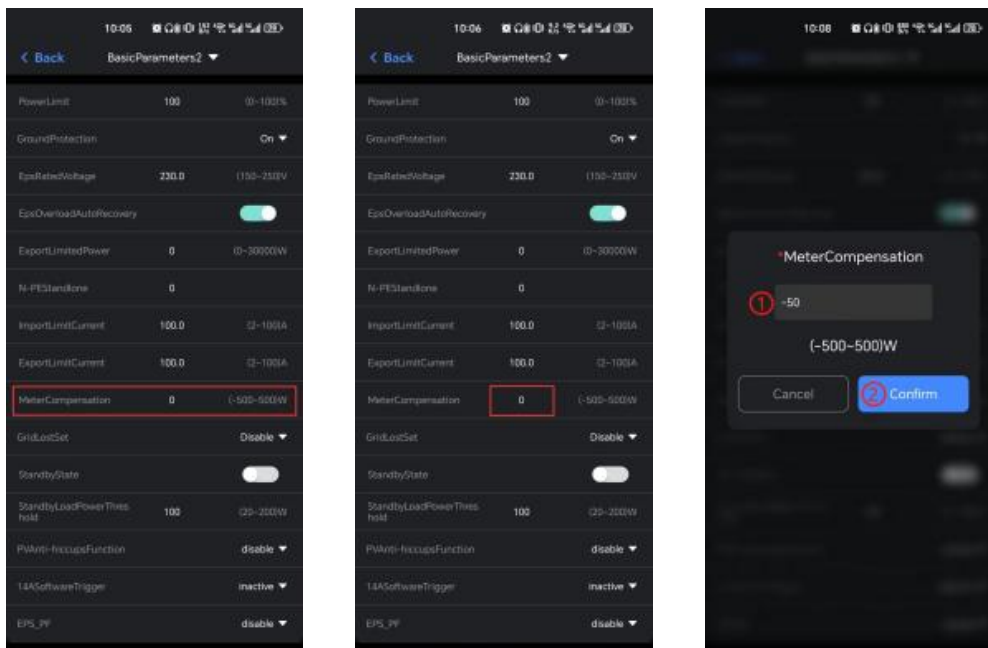 10:05
Back BasicParameters2
PowerLimit 100 (0~100)%
GroundProtection On
EpsRatedVoltage 230.0 (150~250)V
EpsOverloadAutoRecovery
ExportLimitedPower 0 (0~30000)W
N-PEStandlone 0
ImportLimitCurrent 100.0 (2~100)A
ExportLimitCurrent 100.0 (2~100)A
MeterCompensation 0 (-500~500)W
GridLostSet Disable
StandbyState
StandbyLoadPowerThres
hold 100 (20~200)W
PVAnti-hiccupsFunction disable
14ASoftwareTrigger inactive
EPS_PF disable
10:06
Back BasicParameters2
PowerLimit 100 (0~100)%
GroundProtection On
EpsRatedVoltage 230.0 (150~250)V
EpsOverloadAutoRecovery
ExportLimitedPower 0 (0~30000)W
N-PEStandlone 0
ImportLimitCurrent 100.0 (2~100)A
ExportLimitCurrent 100.0 (2~100)A
MeterCompensation 0 (-500~500)W
GridLostSet Disable
StandbyState
StandbyLoadPowerThres
hold 100 (20~200)W
PVAnti-hiccupsFunction disable
14ASoftwareTrigger inactive
EPS_PF disable
10:08
*MeterCompensation
① -50
(-500~500)W
Cancel ② Confirm